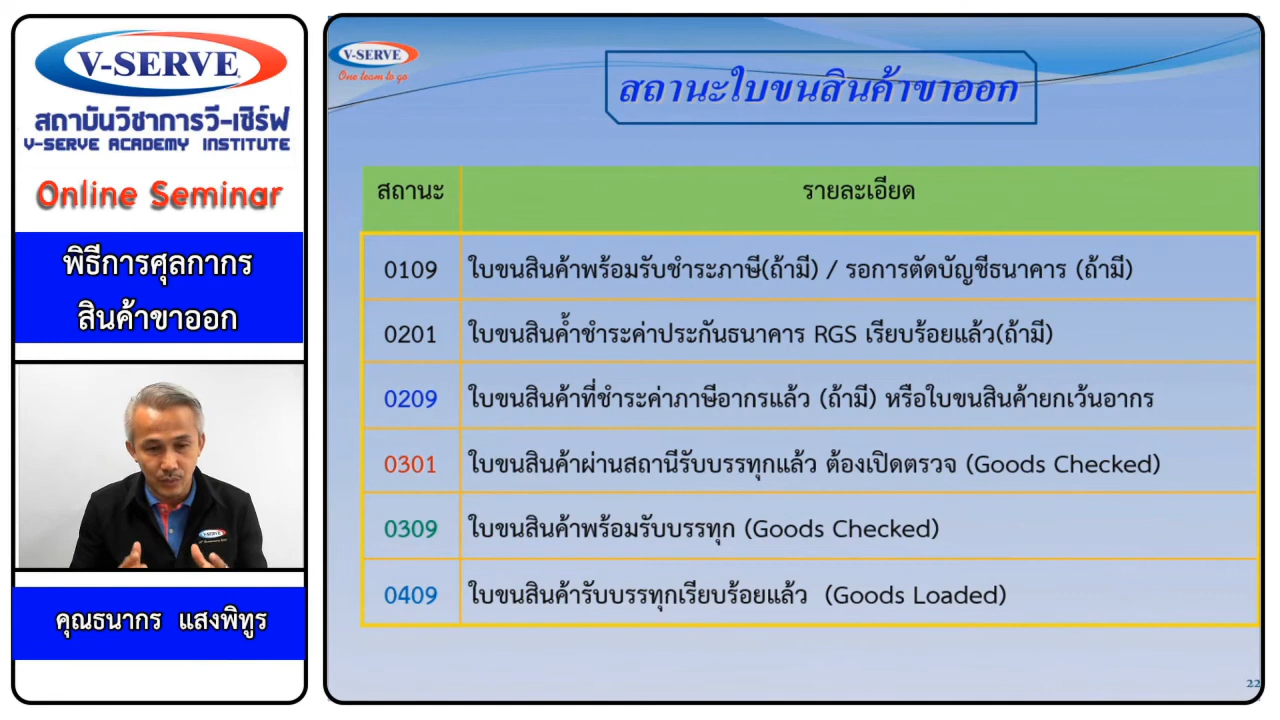 V-SERVE
สถาบันวิชาการวี-เซิร์ฟ
V-SERVE ACADEMY INSTITUTE
Online Seminar
พิธีการศุลกากร
สินค้าขาออก
V-SERVE
คุณธนากร แสงพิทูร
V-SERVE
One team to go
สถานะใบขนสินค้าขาออก
สถานะ รายละเอียด
0109 ใบขนสินค้าพร้อมรับชำระภาษี(ถ้ามี) / รอการตัดบัญชีธนาคาร (ถ้ามี)
0201 ใบขนสินค้ำชำระค่าประกันธนาคาร RGS เรียบร้อยแล้ว(ถ้ามี)
0209 ใบขนสินค้าที่ชำระค่าภาษีอากรแล้ว (ถ้ามี) หรือใบขนสินค้ายกเว้นอากร
0301 ใบขนสินค้าผ่านสถานีรับบรรทุกแล้ว ต้องเปิดตรวจ (Goods Checked)
0309 ใบขนสินค้าพร้อมรับบรรทุก (Goods Checked)
0409 ใบขนสินค้ารับบรรทุกเรียบร้อยแล้ว (Goods Loaded)
22